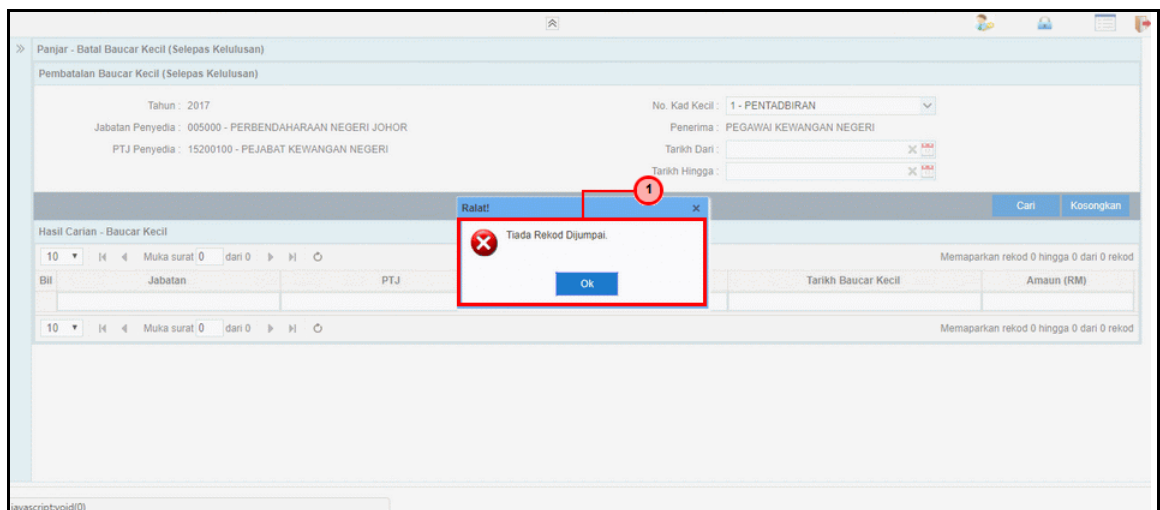 Panjar - Batal Baucar Kecil (Selepas Kelulusan)
Pembatalan Baucar Kecil (Selepas Kelulusan)
Tahun : 2017
No. Kad Kecil : 1 - PENTADBIRAN
Jabatan Penyedia : 005000 - PERBENDAHARAAN NEGERI JOHOR
Penerima : PEGAWAI KEWANGAN NEGERI
PTJ Penyedia : 15200100 - PEJABAT KEWANGAN NEGERI
Tarikh Dari :
Tarikh Hingga :
1
Cari Kosongkan
Ralat!
Tiada Rekod Dijumpai.
Ok
Hasil Carian - Baucar Kecil
10 Muka surat 0 dari 0 Memaparkan rekod 0 hingga 0 dari 0 rekod
Bil Jabatan PTJ Tarikh Baucar Kecil Amaun (RM)
10 Muka surat 0 dari 0 Memaparkan rekod 0 hingga 0 dari 0 rekod
javascript:void(0)